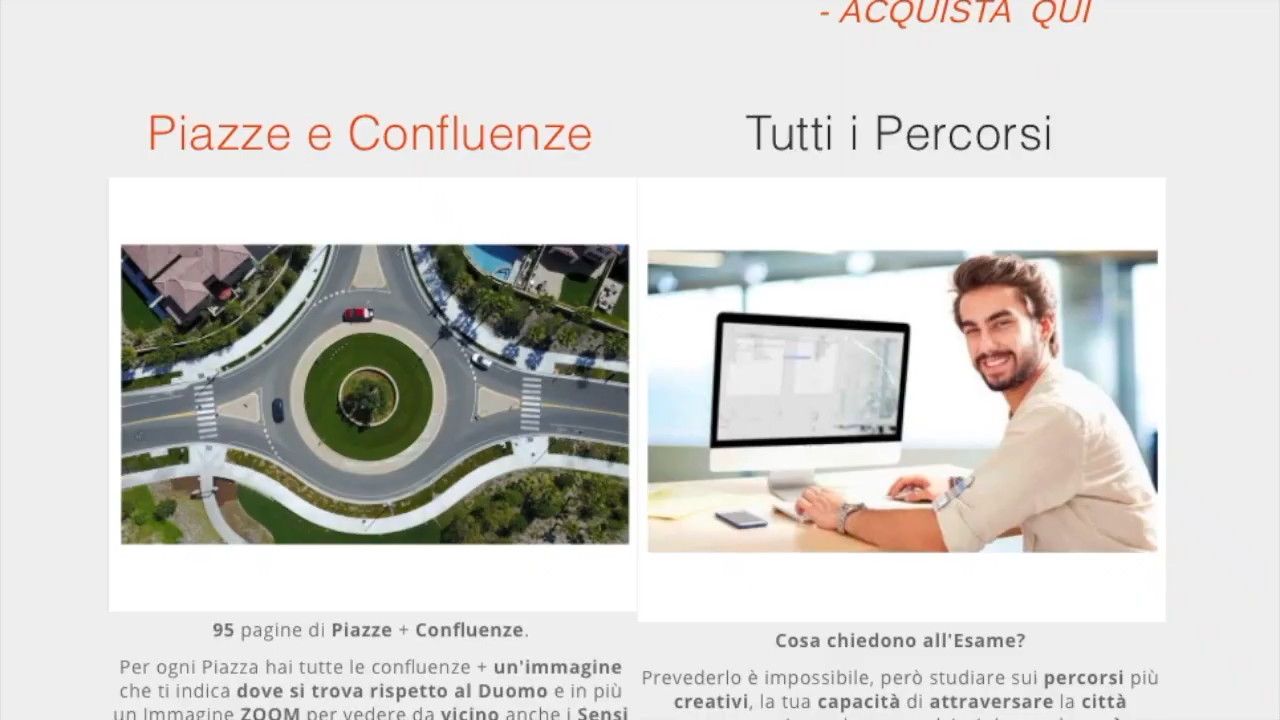 - ACQUISTA QUI
Piazze e Confluenze
Tutti i Percorsi
95 pagine di Piazze + Confluenze.
Per ogni Piazza hai tutte le confluenze + un'immagine
che ti indica dove si trova rispetto al Duomo e in più
un Immagine ZOOM per vedere da vicino anche i Sensi
Cosa chiedono all'Esame?
Prevederlo è impossibile, però studiare sui percorsi più
creativi, la tua capacità di attraversare la città